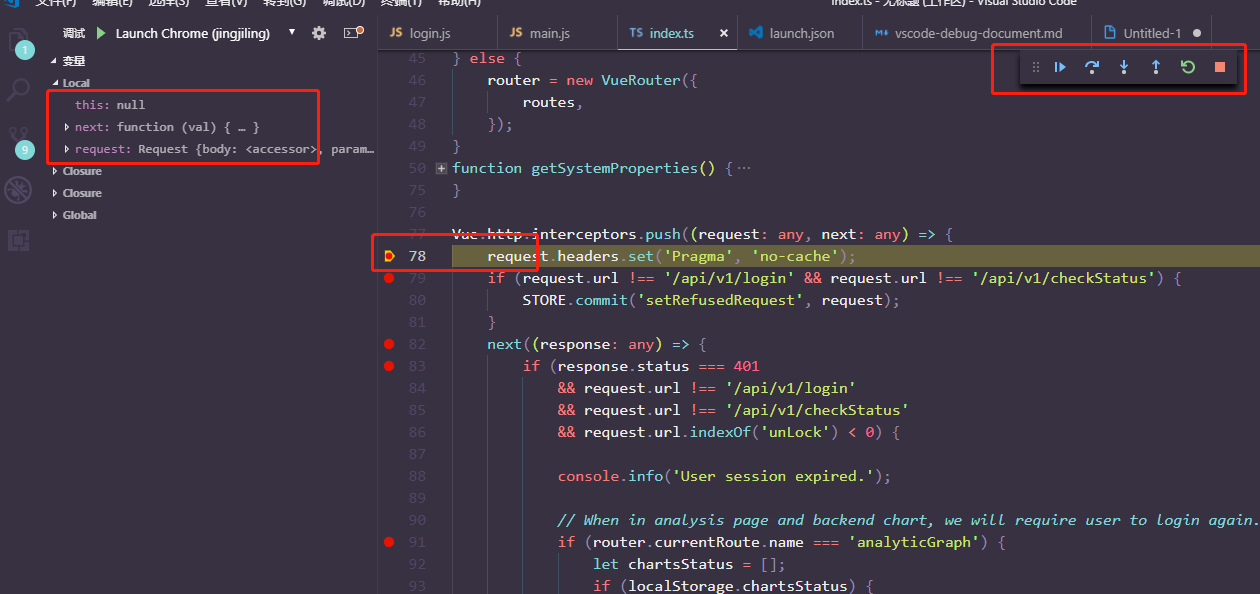 文件(F) 编辑(E) 选择(S) 查看(V) 转到(G) 调试(D) 终端(T) 帮助(H)
index.ts - 无标题 (工作区) - Visual Studio Code
调试 Launch Chrome (jingjiling)
JS login.js
JS main.js
TS index.ts ×
launch.json
M+ vscode-debug-document.md
Untitled-1
1
9
变量
Local
this: null
next: function (val) { … }
request: Request {body: <accessor>, param…
Closure
Closure
Global
45 } else {
46 router = new VueRouter({
47 routes,
48 });
49 }
50 function getSystemProperties() { ···
75 }
76
77 Vue.http.interceptors.push((request: any, next: any) => {
78 request.headers.set('Pragma', 'no-cache');
79 if (request.url !== '/api/v1/login' && request.url !== '/api/v1/checkStatus') {
80 STORE.commit('setRefusedRequest', request);
81 }
82 next((response: any) => {
83 if (response.status === 401
84 && request.url !== '/api/v1/login'
85 && request.url !== '/api/v1/checkStatus'
86 && request.url.indexOf('unLock') < 0) {
87
88 console.info('User session expired.');
89
90 // When in analysis page and backend chart, we will require user to login again.
91 if (router.currentRoute.name === 'analyticGraph') {
92 let chartsStatus = [];
93 if (localStorage.chartsStatus) {